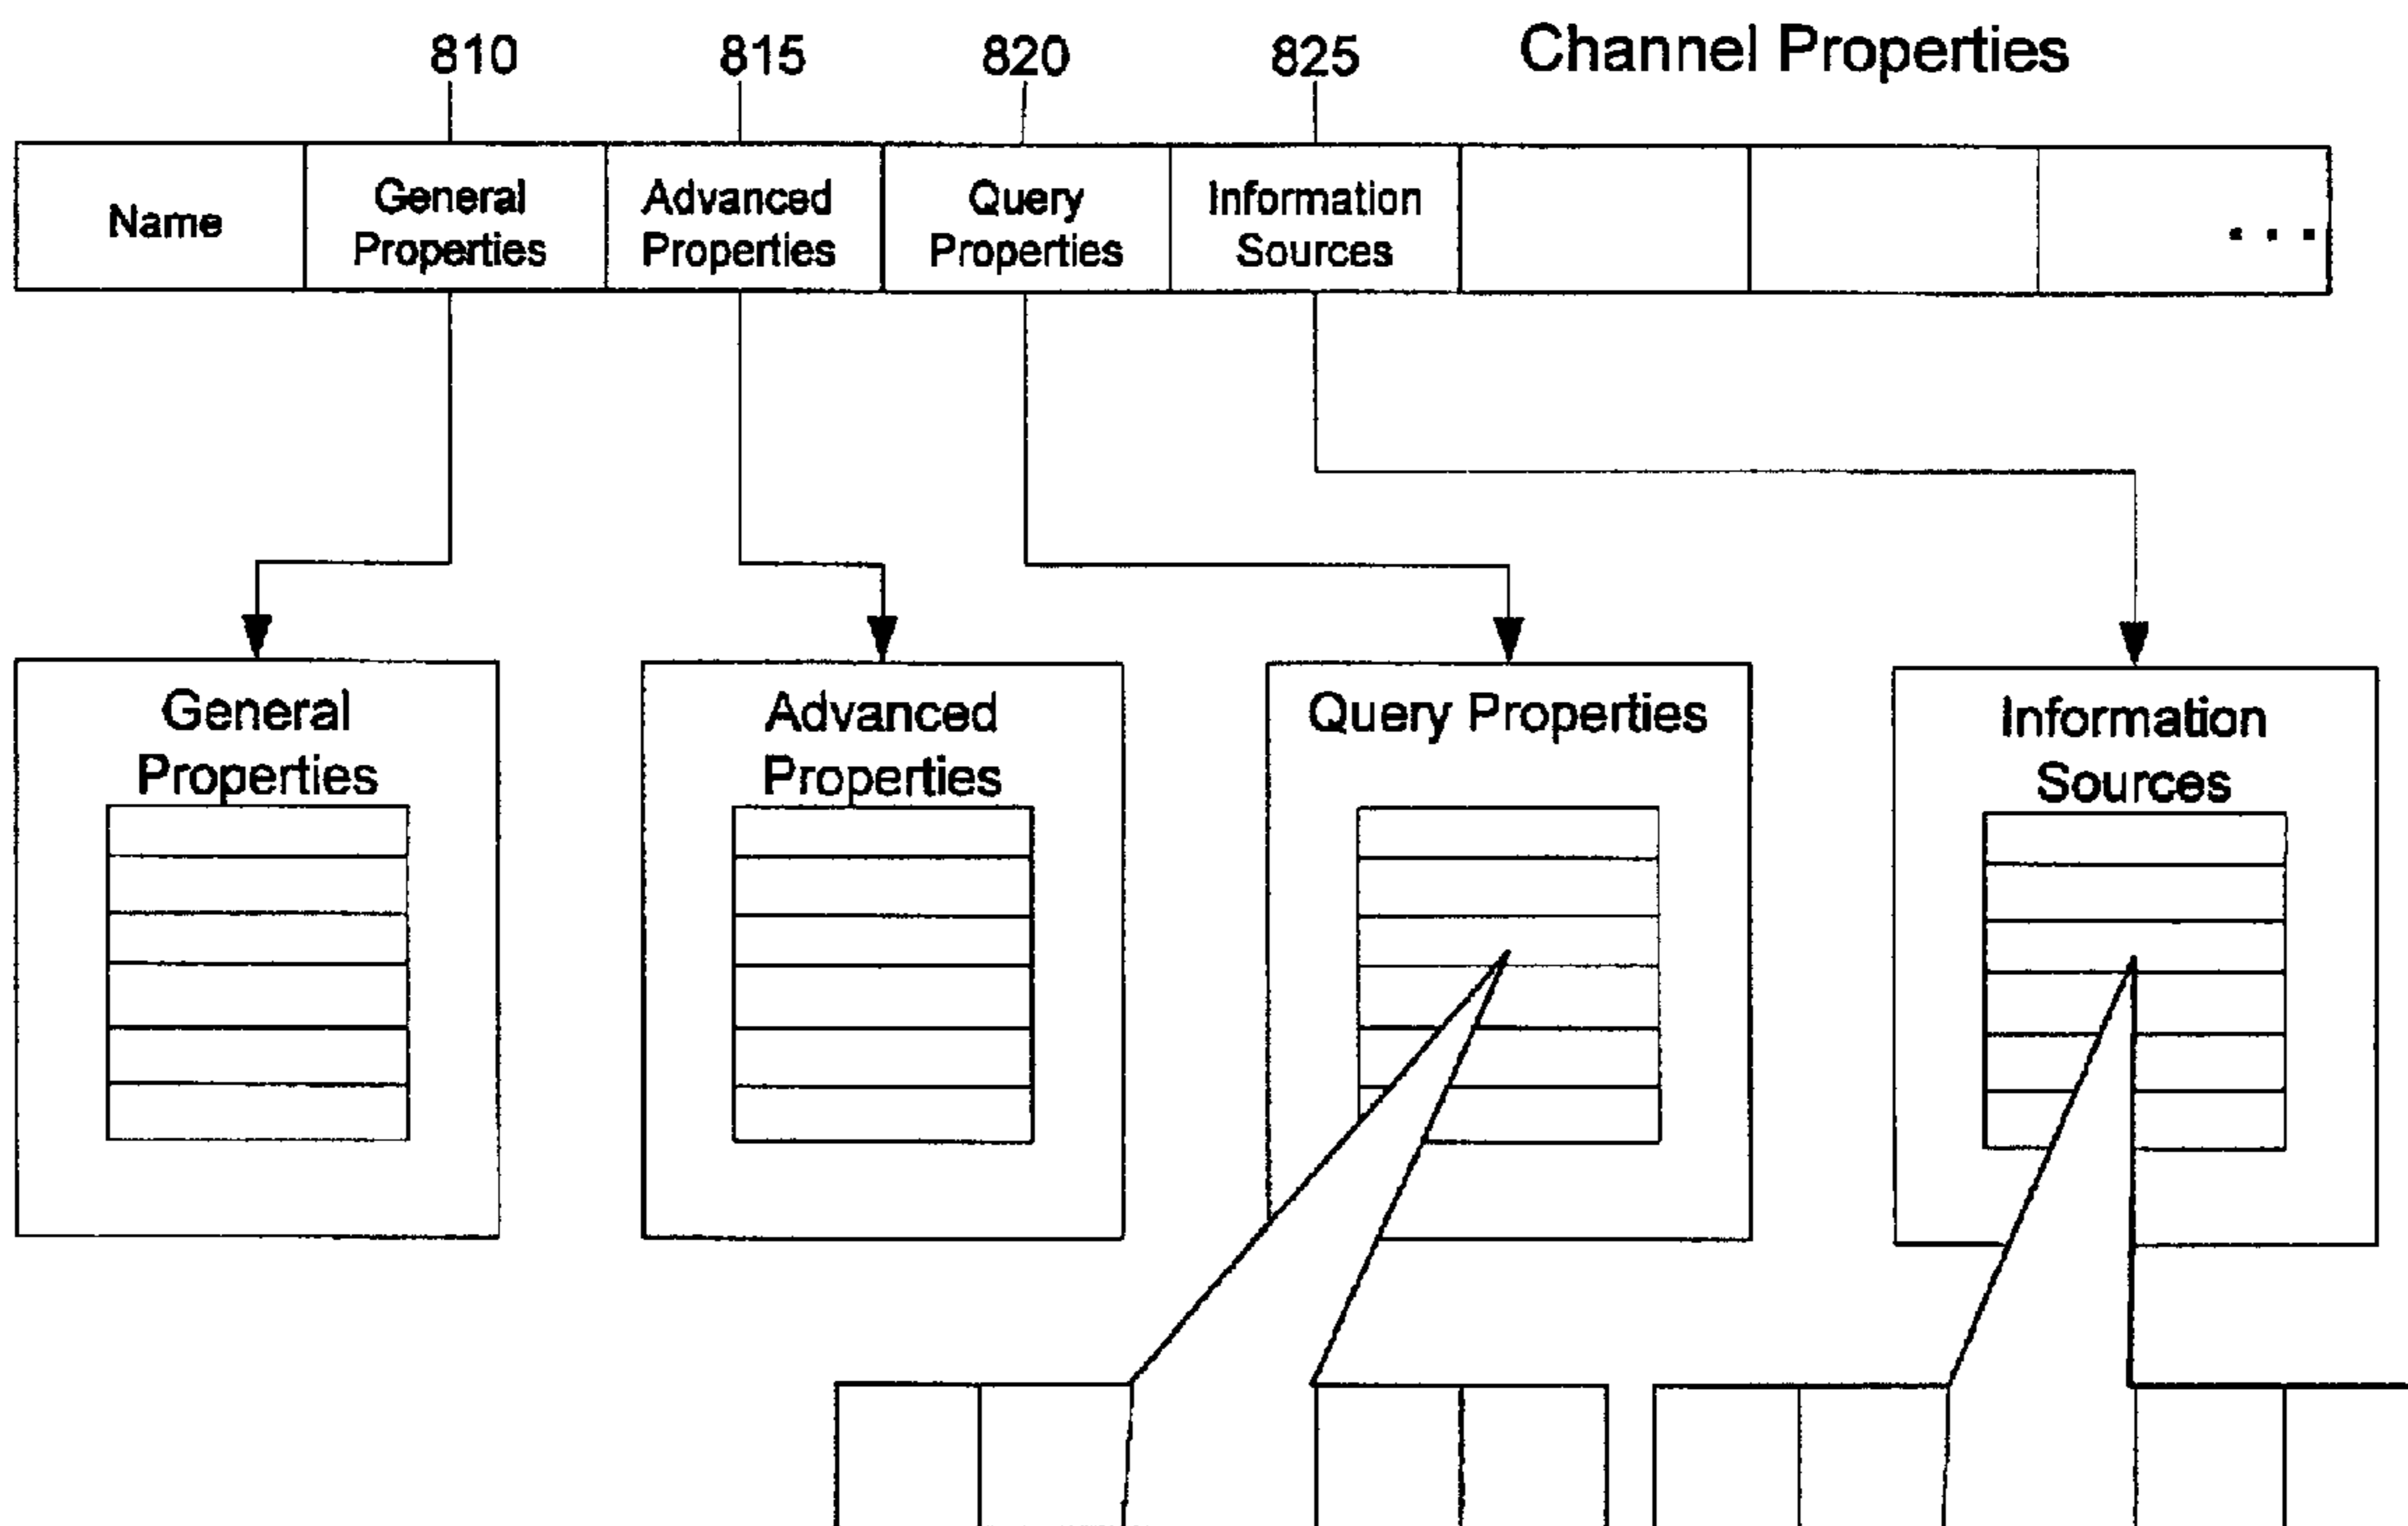 810 815 820 825 Channel Properties
Name
General
Properties
Advanced
Properties
Query
Properties
Information
Sources
. . .
General
Properties
Advanced
Properties
Query Properties
Information
Sources